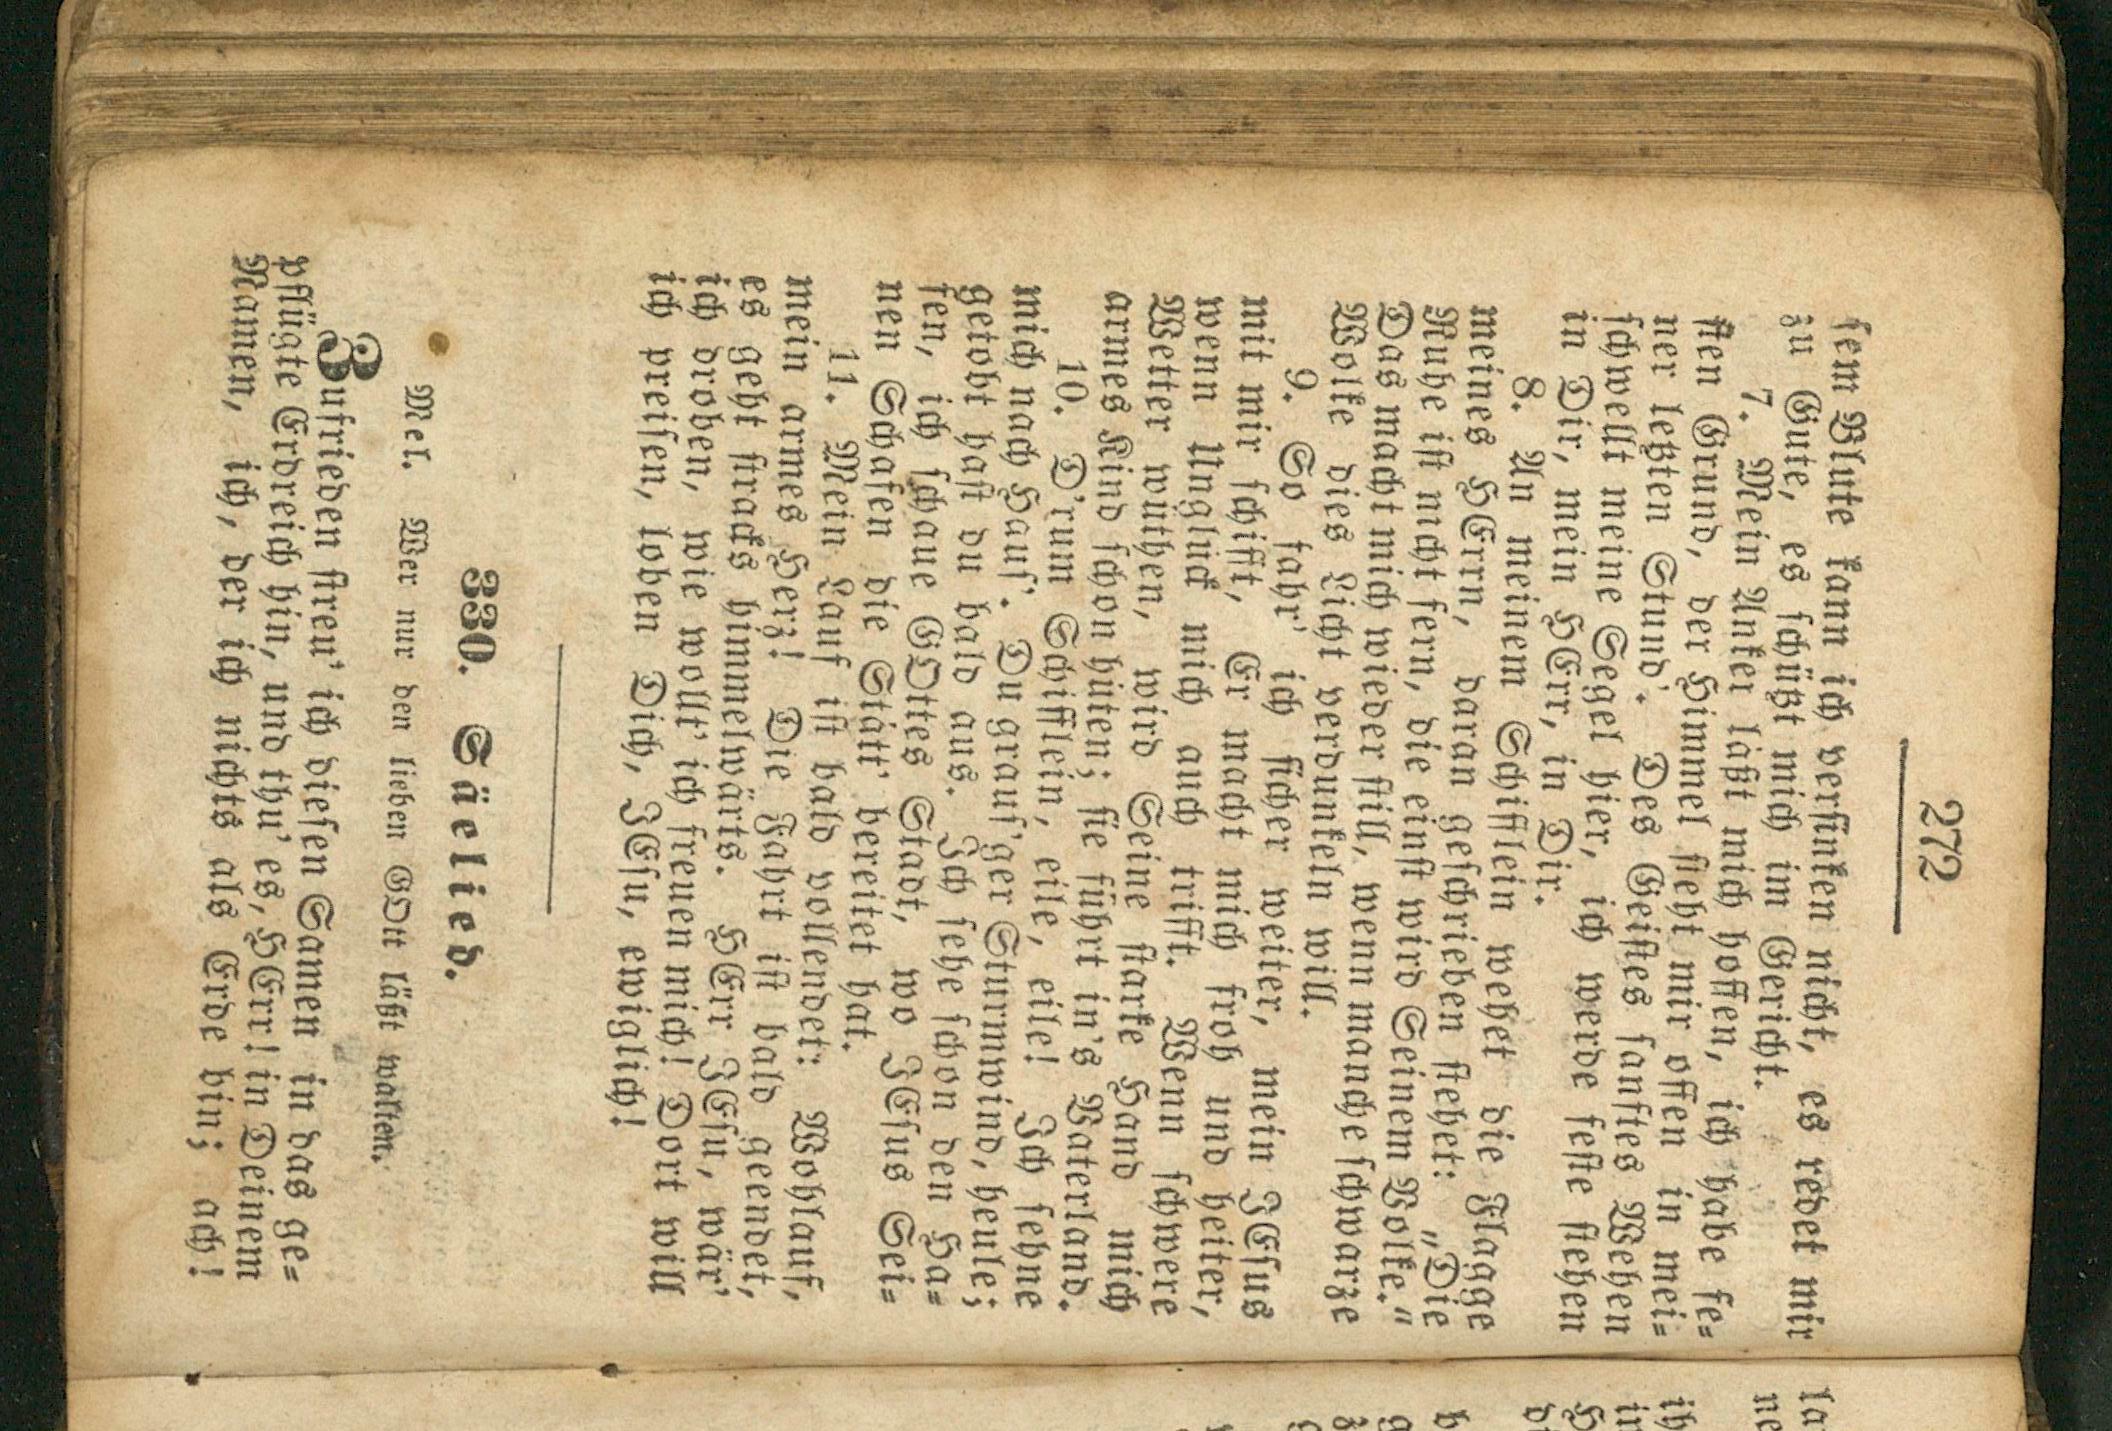 272
sem Blute kann ich versinken nicht, es redet mir
zu Gute, es schützt mich im Gericht.
7. Mein Anker läßt mich hoffen, ich habe fe-
sten Grund, der Himmel steht mir offen in mei-
ner letzten Stund'. Des Geistes sanftes Wehen
schwellt meine Segel hier, ich werde feste stehen
in Dir, mein HErr, in Dir.
8. An meinem Schifflein wehet die Flagge
meines HErrn, daran geschrieben stehet: „Die
Ruhe ist nicht fern, die einst wird Seinem Volke.“
Das macht mich wieder still, wenn manche schwarze
Wolke dies Licht verdunkeln will.
9. So fahr' ich sicher weiter, mein JEsus
mit mir schifft, Er macht mich froh und heiter,
wenn Unglück mich auch trifft. Wenn schwere
Wetter wüthen, wird Seine starke Hand mich
armes Kind schon hüten; sie führt in's Vaterland.
10. D'rum Schifflein, eile, eile! Ich sehne
mich nach Haus'. Du graus'ger Sturmwind, heule;
getobt hast du bald aus. Ich sehe schon den Ha-
fen, ich schaue GOttes Stadt, wo JEsus Sei-
nen Schafen die Stätt' bereitet hat.
11. Mein Lauf ist bald vollendet: Wohlauf,
mein armes Herz! Die Fahrt ist bald geendet,
es geht stracks himmelwärts. HErr JEsu, wär'
ich droben, wie wollt' ich freuen mich! Dort will
ich preisen, loben Dich, JEsu, ewiglich!
330. Säelied.
Mel. Wer nur den lieben GOtt läßt walten.
Zufrieden streu' ich diesen Samen in das ge-
pflügte Erdreich hin, und thu' es, HErr! in Deinem
Namen, ich, der ich nichts als Erde bin; ach!